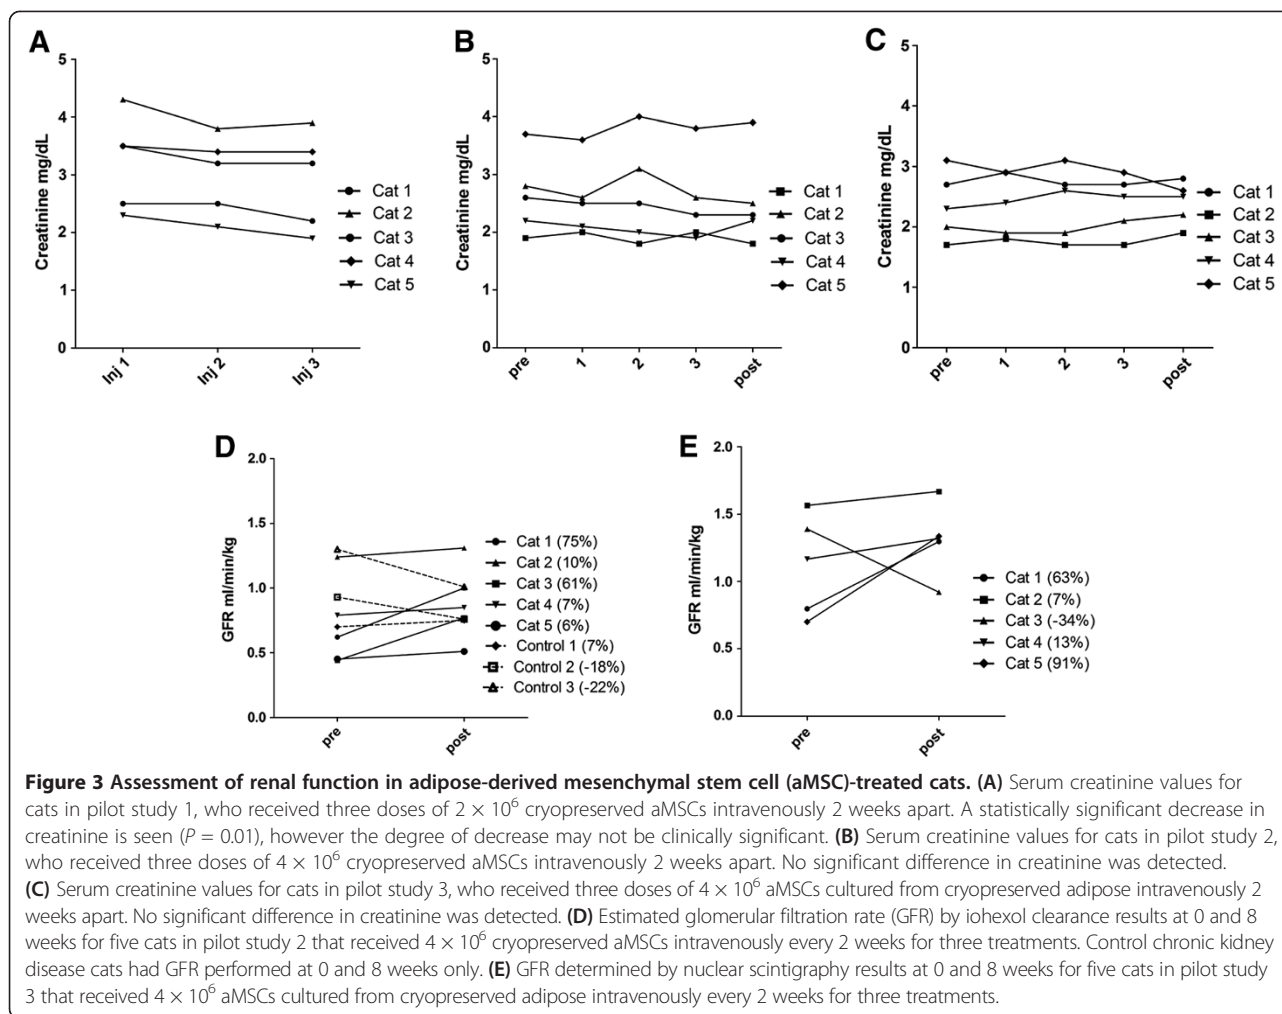 A
5
4
3
2
1
0
Creatinine mg/dL
Inj 1
Inj 2
Inj 3
Cat 1
Cat 2
Cat 3
Cat 4
Cat 5
B
5
4
3
2
1
0
Creatinine mg/dL
pre
1
2
3
post
Cat 1
Cat 2
Cat 3
Cat 4
Cat 5
C
5
4
3
2
1
0
Creatinine mg/dL
pre
1
2
3
post
Cat 1
Cat 2
Cat 3
Cat 4
Cat 5
D
2.0
1.5
1.0
0.5
0.0
GFR ml/min/kg
pre
post
Cat 1 (75%)
Cat 2 (10%)
Cat 3 (61%)
Cat 4 (7%)
Cat 5 (6%)
Control 1 (7%)
Control 2 (-18%)
Control 3 (-22%)
E
2.0
1.5
1.0
0.5
0.0
GFR ml/min/kg
pre
post
Cat 1 (63%)
Cat 2 (7%)
Cat 3 (-34%)
Cat 4 (13%)
Cat 5 (91%)
Figure 3 Assessment of renal function in adipose-derived mesenchymal stem cell (aMSC)-treated cats. (A) Serum creatinine values for
cats in pilot study 1, who received three doses of 2 × 10⁶ cryopreserved aMSCs intravenously 2 weeks apart. A statistically significant decrease in
creatinine is seen (P = 0.01), however the degree of decrease may not be clinically significant. (B) Serum creatinine values for cats in pilot study 2,
who received three doses of 4 × 10⁶ cryopreserved aMSCs intravenously 2 weeks apart. No significant difference in creatinine was detected.
(C) Serum creatinine values for cats in pilot study 3, who received three doses of 4 × 10⁶ aMSCs cultured from cryopreserved adipose intravenously 2
weeks apart. No significant difference in creatinine was detected. (D) Estimated glomerular filtration rate (GFR) by iohexol clearance results at 0 and 8
weeks for five cats in pilot study 2 that received 4 × 10⁶ cryopreserved aMSCs intravenously every 2 weeks for three treatments. Control chronic kidney
disease cats had GFR performed at 0 and 8 weeks only. (E) GFR determined by nuclear scintigraphy results at 0 and 8 weeks for five cats in pilot study
3 that received 4 × 10⁶ aMSCs cultured from cryopreserved adipose intravenously every 2 weeks for three treatments.